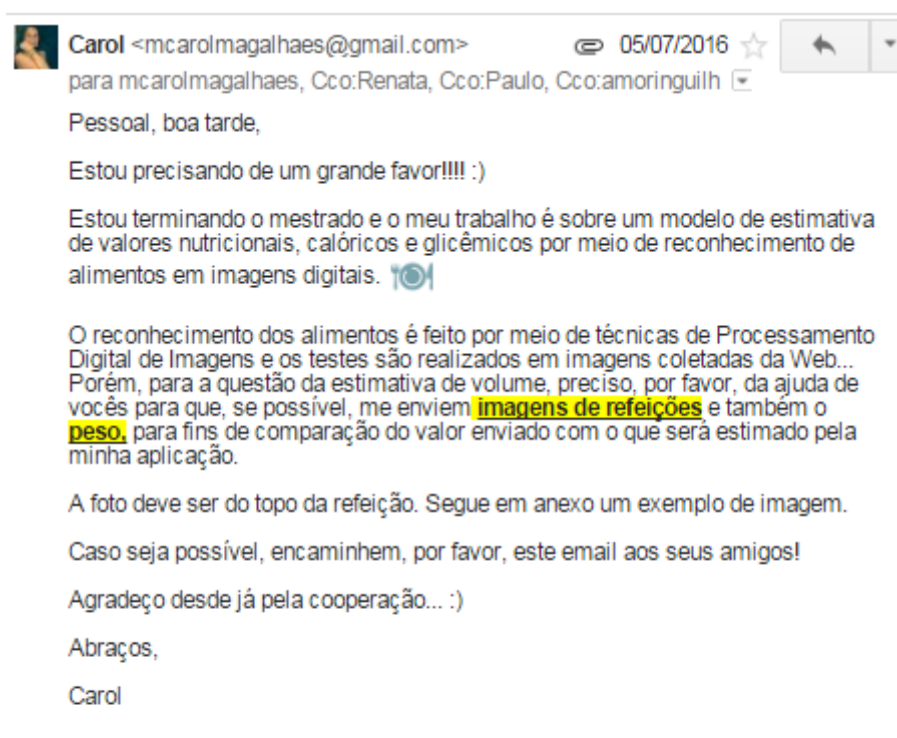 Carol <mcarolmagalhaes@gmail.com> 05/07/2016
para mcarolmagalhaes, Cco:Renata, Cco:Paulo, Cco:amoringuilh
Pessoal, boa tarde,
Estou precisando de um grande favor!!!! :)
Estou terminando o mestrado e o meu trabalho é sobre um modelo de estimativa
de valores nutricionais, calóricos e glicêmicos por meio de reconhecimento de
alimentos em imagens digitais.
O reconhecimento dos alimentos é feito por meio de técnicas de Processamento
Digital de Imagens e os testes são realizados em imagens coletadas da Web...
Porém, para a questão da estimativa de volume, preciso, por favor, da ajuda de
vocês para que, se possível, me enviem imagens de refeições e também o
peso, para fins de comparação do valor enviado com o que será estimado pela
minha aplicação.
A foto deve ser do topo da refeição. Segue em anexo um exemplo de imagem.
Caso seja possível, encaminhem, por favor, este email aos seus amigos!
Agradeço desde já pela cooperação... :)
Abraços,
Carol